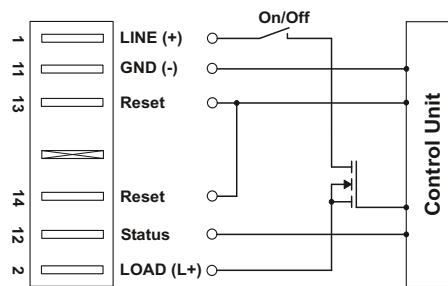 On/Off
1 LINE (+)
11 GND (-)
13 Reset
14 Reset
12 Status
2 LOAD (L+)
Control Unit